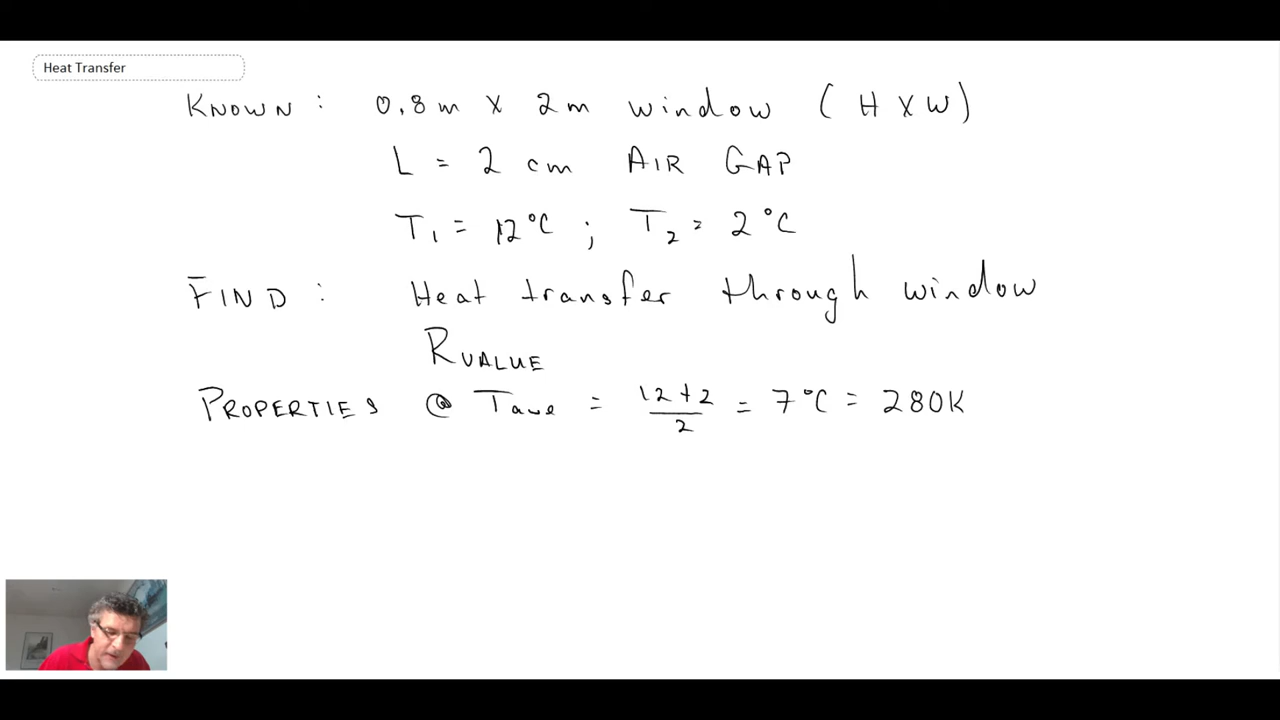 Heat Transfer
KNOWN : 0.8m x 2m window (H x W)
L = 2 cm AIR GAP
T1 = 12°C ; T2 = 2°C
FIND : Heat transfer through window
RVALUE
PROPERTIES @ Tave = 12+2/2 = 7°C = 280K